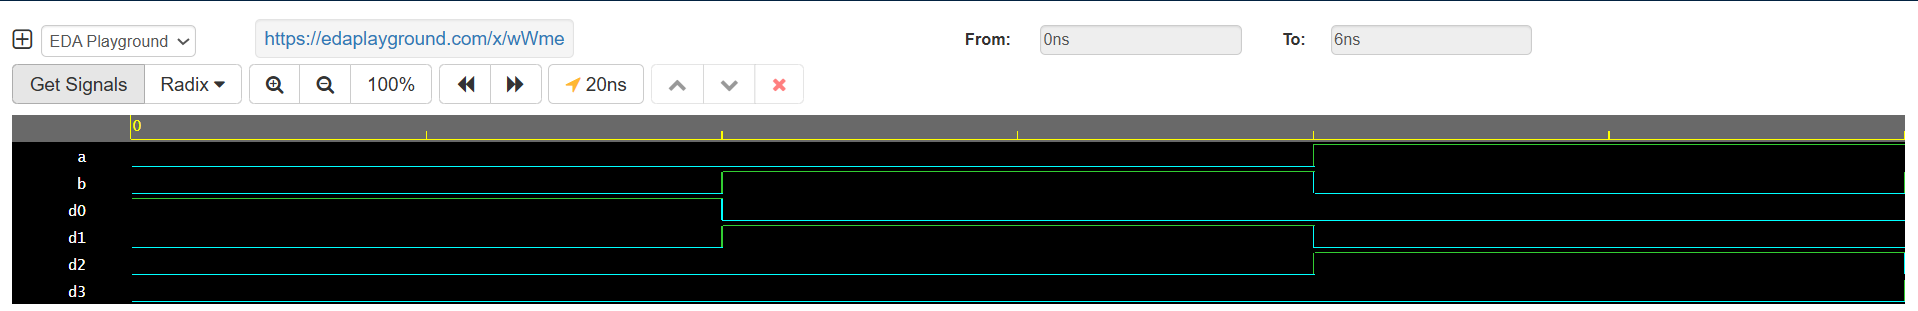 EDA Playground https://edaplayground.com/x/wWme From: 0ns To: 6ns
Get Signals Radix 100% 20ns
0
a
b
d0
d1
d2
d3